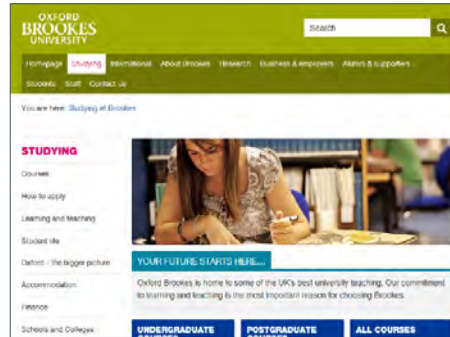 OXFORD
BROOKES
UNIVERSITY
Search
Homepage Studying International About Brookes Research Business & employers Alumni & supporters
Students Staff Contact us
You are here: Studying at Brookes
STUDYING
Courses
How to apply
Learning and teaching
Student life
Oxford - the bigger picture
Accommodation
Finance
Schools and Colleges
YOUR FUTURE STARTS HERE...
Oxford Brookes is home to some of the UK's best university teaching. Our commitment
to learning and teaching is the most important reason for choosing Brookes.
UNDERGRADUATE COURSES
POSTGRADUATE COURSES
ALL COURSES